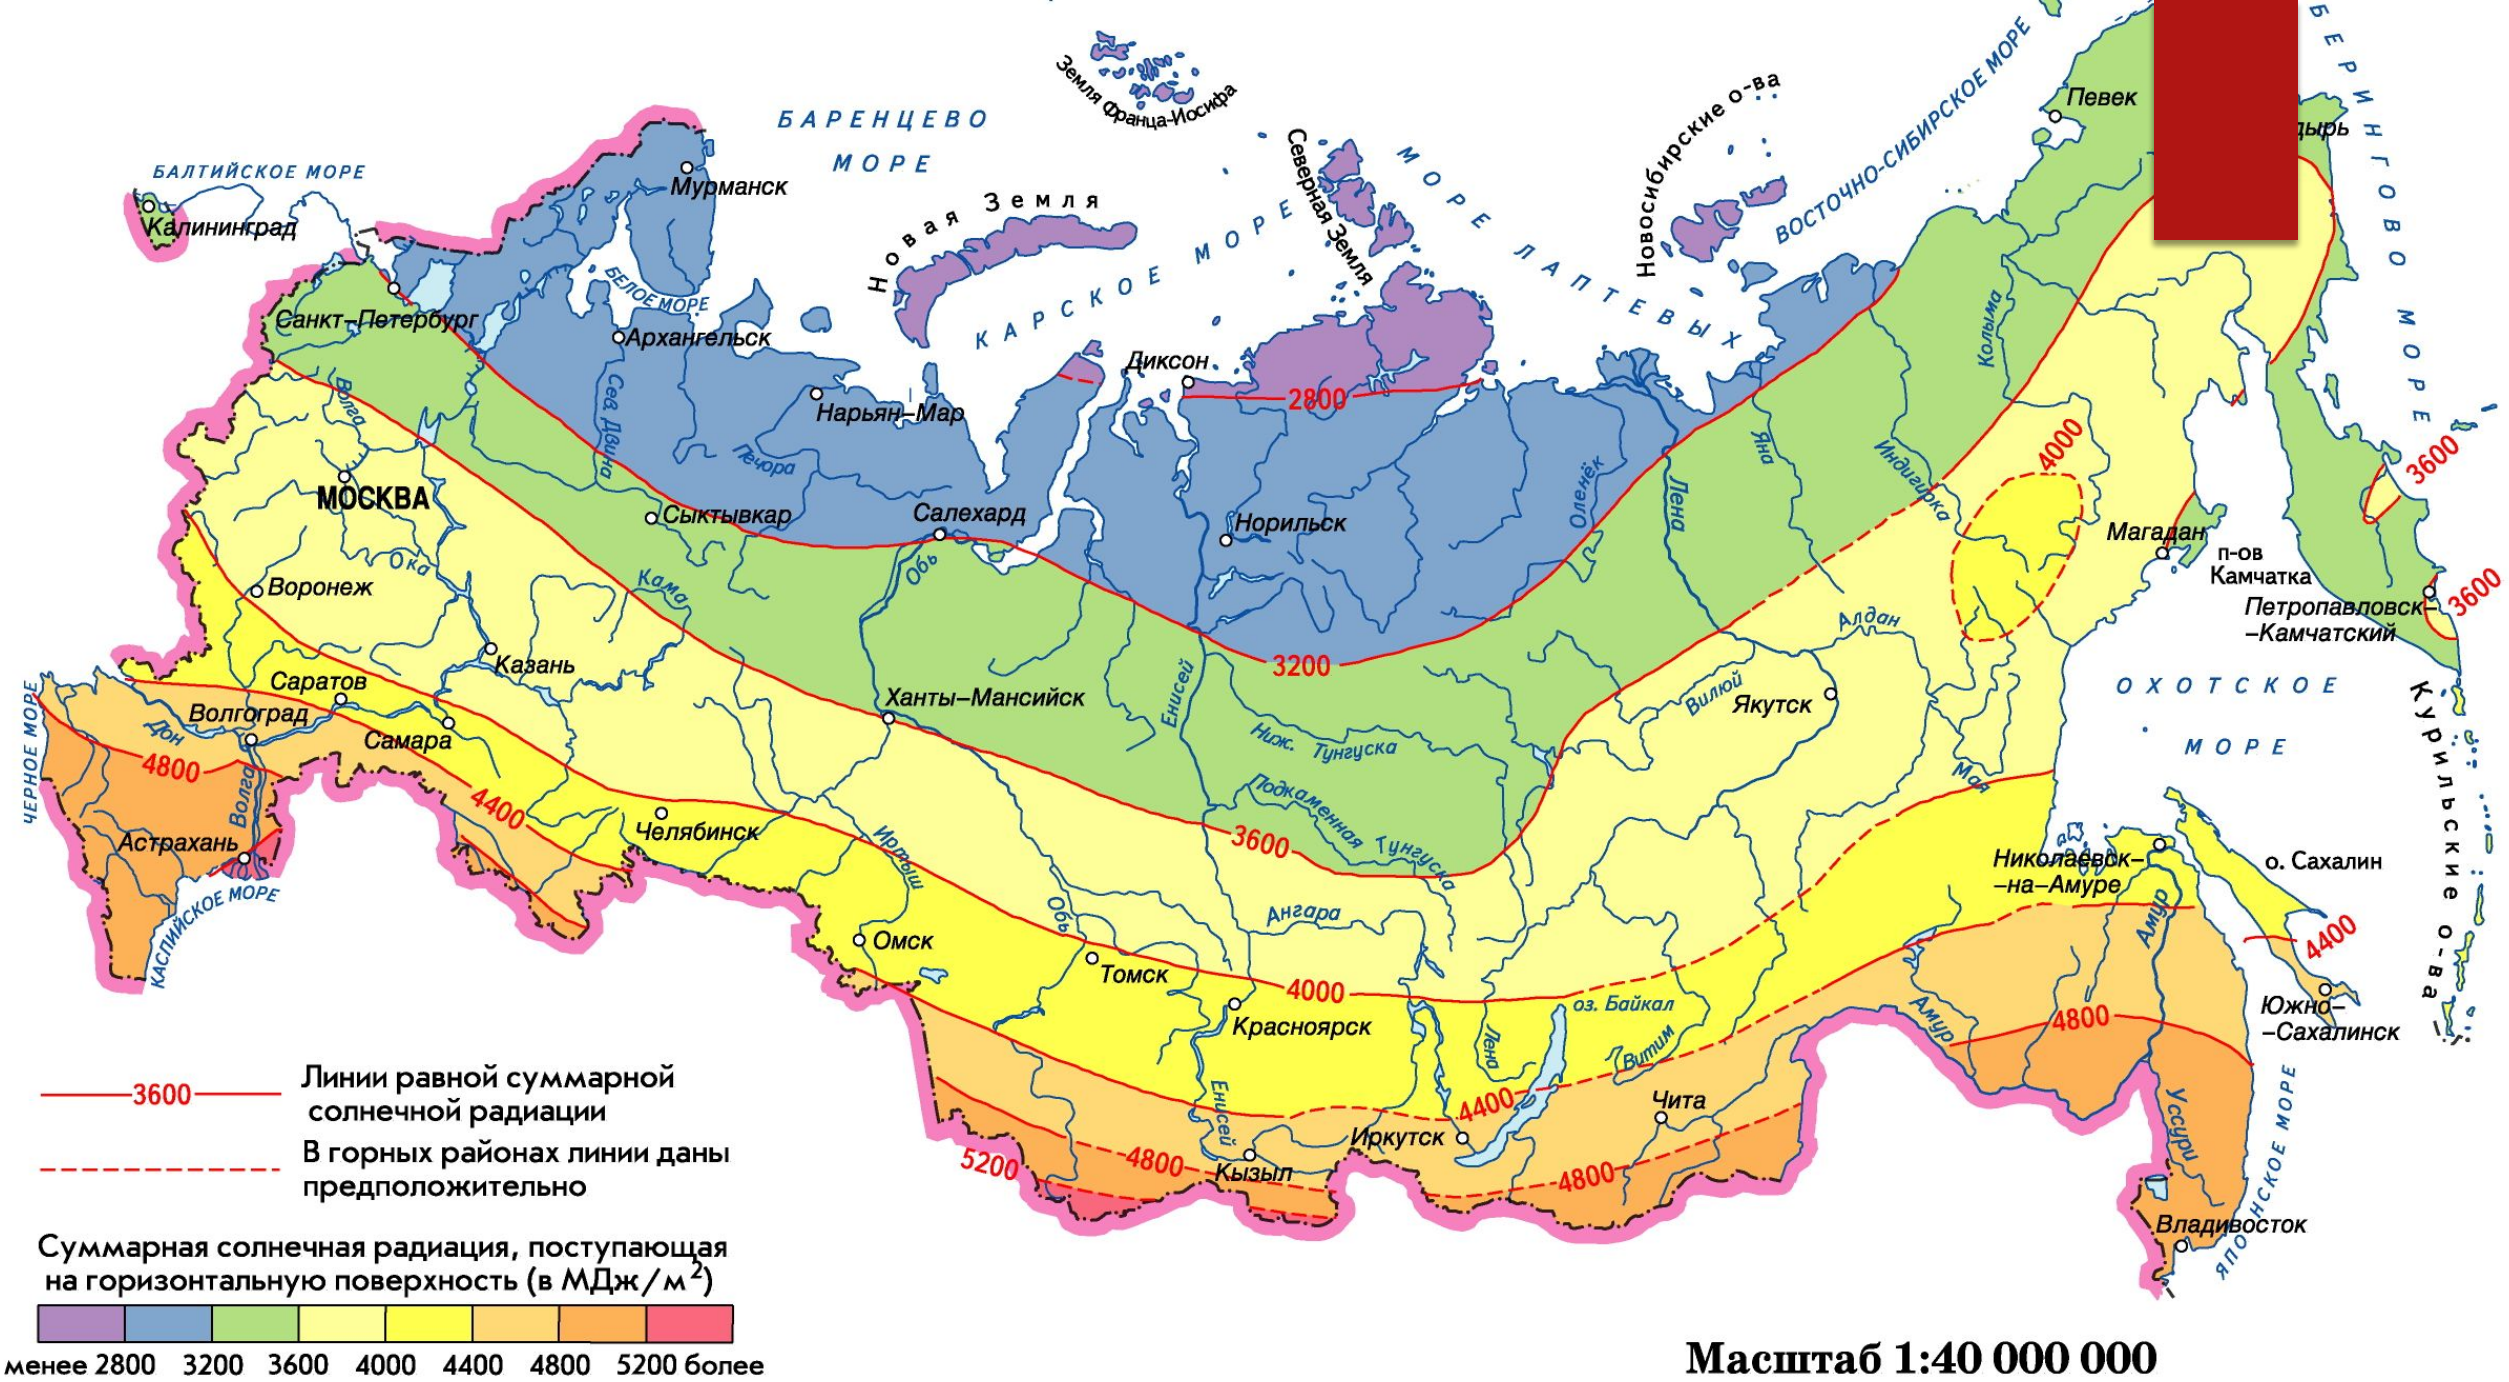 БЕРИНГОВО МОРЕ
ВОСТОЧНО-СИБИРСКОЕ МОРЕ
Певек
дырь
Земля Франца-Иосифа
Новосибирские о-ва
БАРЕНЦЕВО
МОРЕ
Северная Земля
МОРЕ ЛАПТЕВЫХ
БАЛТИЙСКОЕ МОРЕ
Калининград
Мурманск
Новая Земля
КАРСКОЕ МОРЕ
БЕЛОЕ МОРЕ
Санкт-Петербург
Архангельск
Диксон
Колыма
2800
Волга
Сев. Двина
Нарьян-Мар
Печора
Оленёк
Лена
Яна
Индигирка
4000
3600
МОСКВА
Сыктывкар
Салехард
Норильск
Магадан
п-ов
Камчатка
Ока
Обь
Воронеж
Кама
Алдан
Петропавловск-
-Камчатский
3600
Казань
3200
Саратов
Ханты-Мансийск
Енисей
Вилюй
Якутск
ОХОТСКОЕ
МОРЕ
Курильские о-ва
ЧЕРНОЕ МОРЕ
Волгоград
Дон
Самара
Ниж. Тунгуска
4800
Волга
4400
Подкаменная Тунгуска
Мая
Астрахань
Челябинск
Иртыш
3600
Николаевск-
-на-Амуре
о. Сахалин
КАСПИЙСКОЕ МОРЕ
Обь
Ангара
Амур
4400
Омск
Томск
4000
оз. Байкал
Красноярск
Лена
Витим
Амур
4800
Южно-
-Сахалинск
Енисей
4400
Чита
Иркутск
Уссури
5200
4800
Кызыл
4800
Владивосток
ЯПОНСКОЕ МОРЕ
3600
Линии равной суммарной
солнечной радиации
В горных районах линии даны
предположительно
Суммарная солнечная радиация, поступающая
на горизонтальную поверхность (в МДж/м²)
менее 2800 3200 3600 4000 4400 4800 5200 более
Масштаб 1:40 000 000